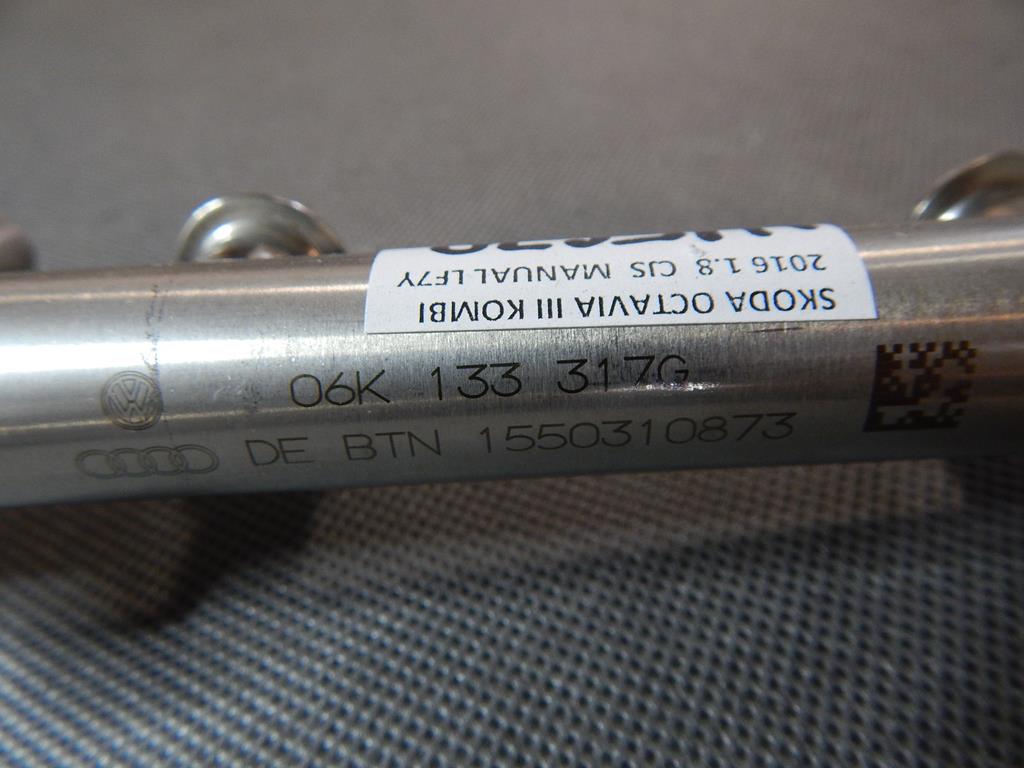 SKODA OCTAVIA III KOMBI
2016 1.8 CJS MANUAL LF7Y
06K 133 317G
DE BTN 1550310873